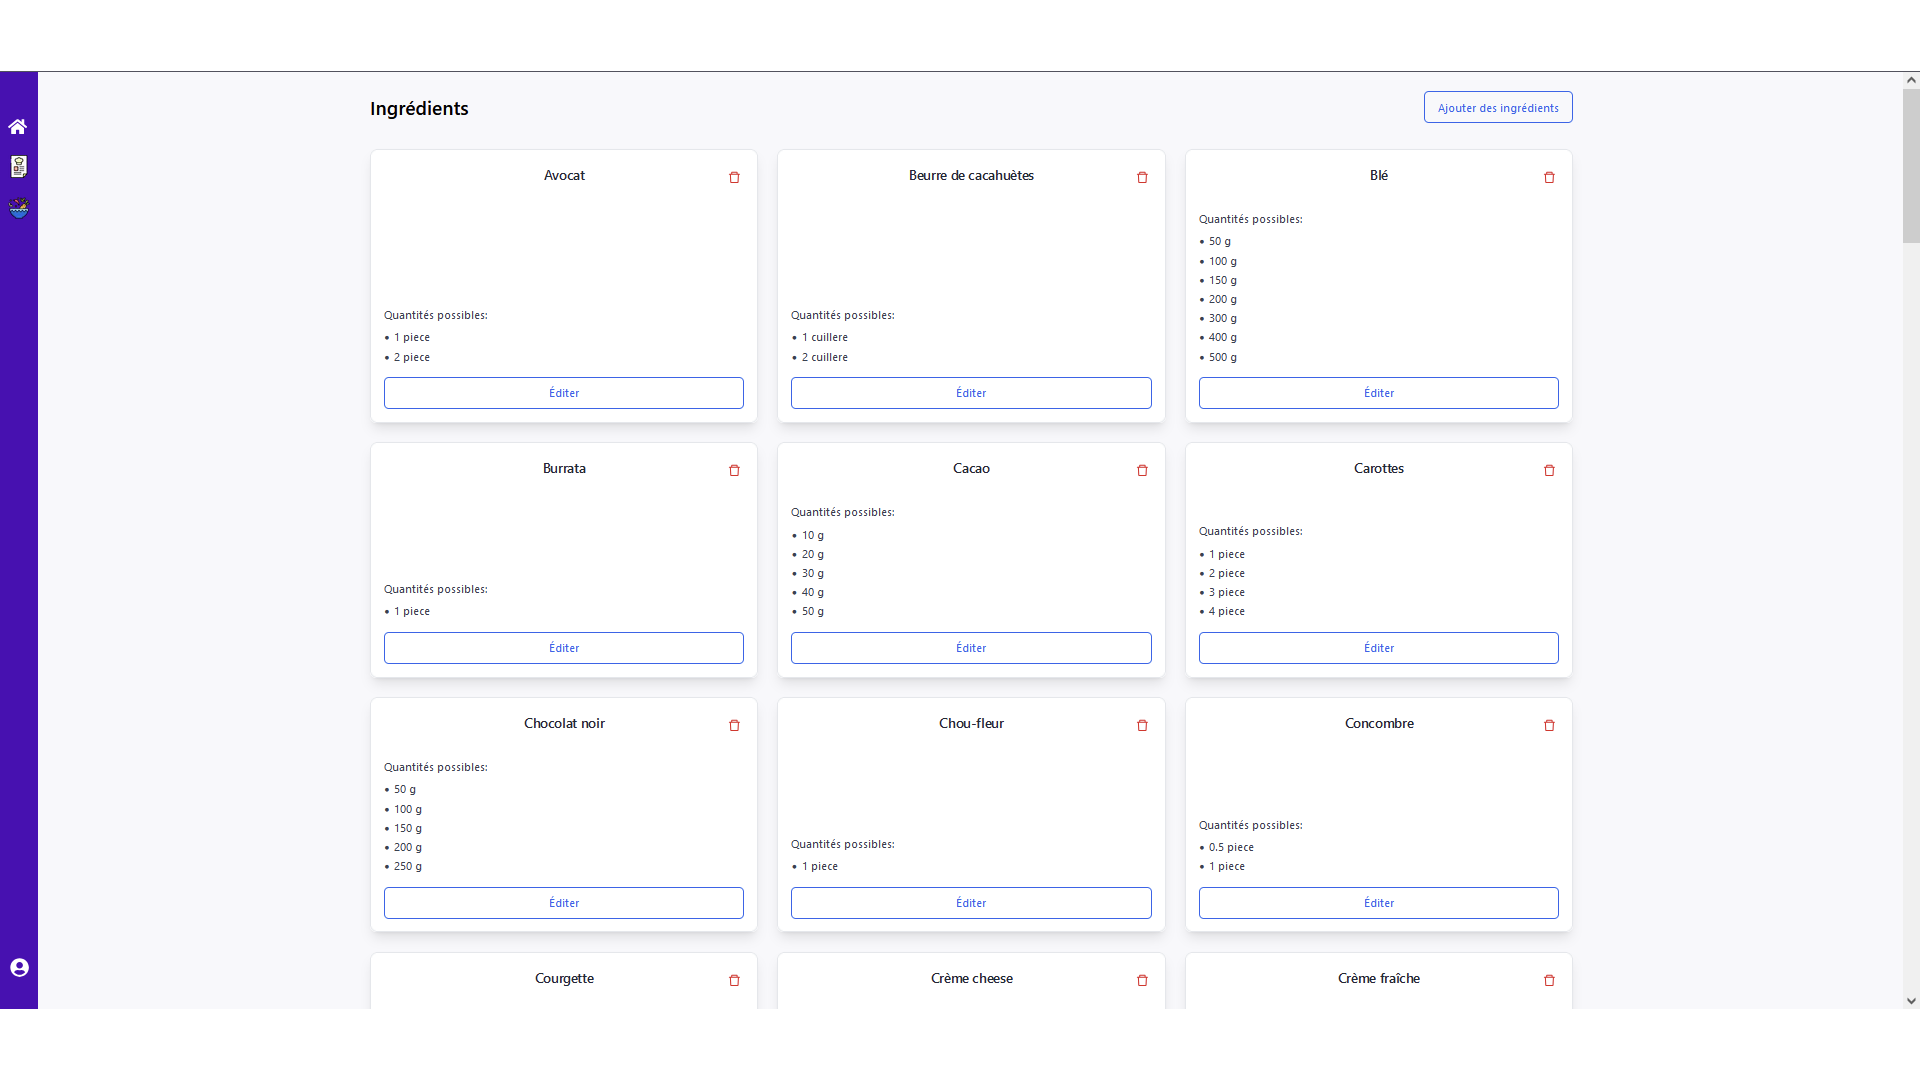 Ingrédients
Ajouter des ingrédients
Avocat
Quantités possibles:
• 1 piece
• 2 piece
Éditer
Beurre de cacahuètes
Quantités possibles:
• 1 cuillere
• 2 cuillere
Éditer
Blé
Quantités possibles:
• 50 g
• 100 g
• 150 g
• 200 g
• 300 g
• 400 g
• 500 g
Éditer
Burrata
Quantités possibles:
• 1 piece
Éditer
Cacao
Quantités possibles:
• 10 g
• 20 g
• 30 g
• 40 g
• 50 g
Éditer
Carottes
Quantités possibles:
• 1 piece
• 2 piece
• 3 piece
• 4 piece
Éditer
Chocolat noir
Quantités possibles:
• 50 g
• 100 g
• 150 g
• 200 g
• 250 g
Éditer
Chou-fleur
Quantités possibles:
• 1 piece
Éditer
Concombre
Quantités possibles:
• 0.5 piece
• 1 piece
Éditer
Courgette
Crème cheese
Crème fraîche